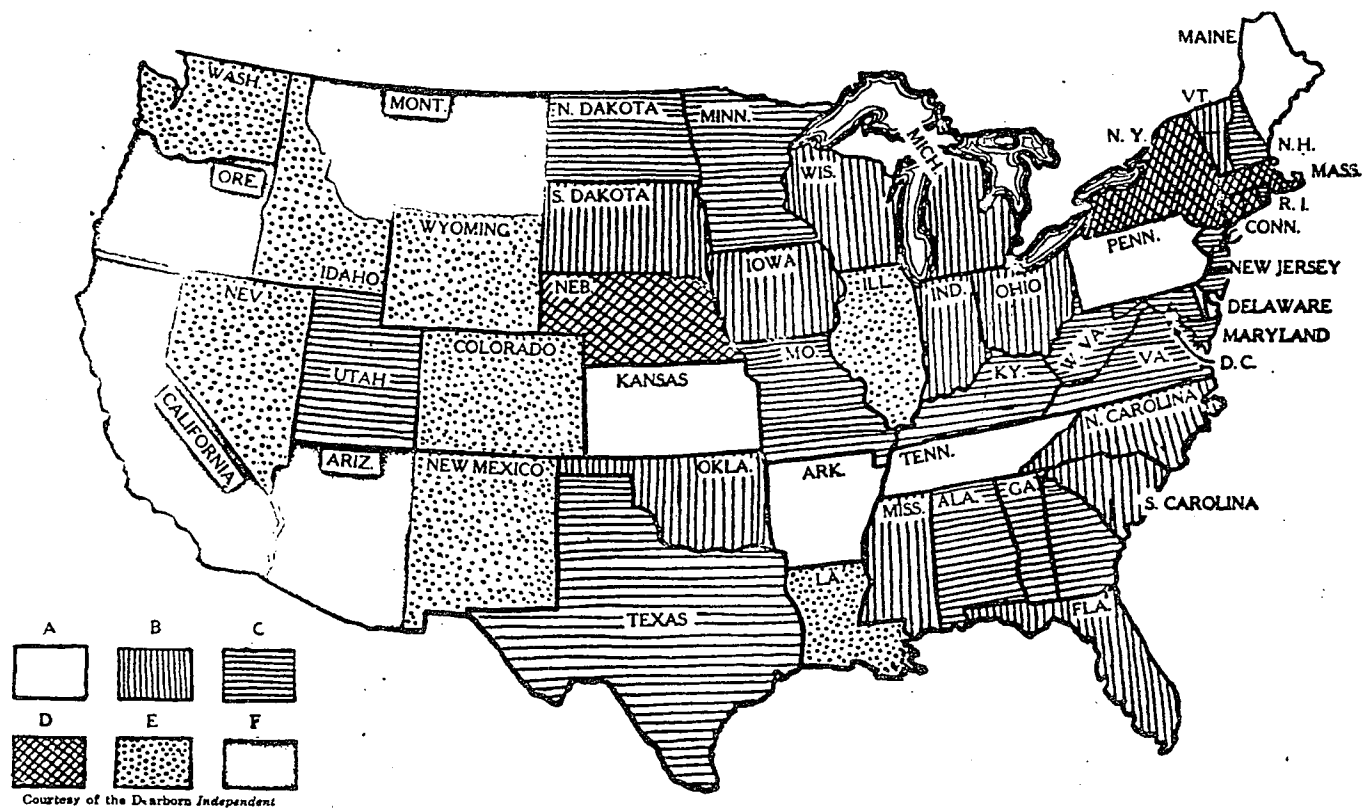 MAINE
WASH.
MONT.
N. DAKOTA
MINN.
VT.
N. Y.
N.H.
MASS.
MICH.
ORE.
WIS.
S. DAKOTA
R. I.
CONN.
WYOMING
PENN.
IDAHO
IOWA
NEW JERSEY
NEV.
NEB.
ILL.
IND.
OHIO
DELAWARE
MARYLAND
COLORADO
MO.
W. VA.
VA.
D. C.
UTAH
KANSAS
KY.
CALIFORNIA
N. CAROLINA
ARIZ.
NEW MEXICO
OKLA.
ARK.
TENN.
MISS.
ALA.
GA.
S. CAROLINA
LA.
FLA.
TEXAS
A B C
D E F
Courtesy of the Dearborn Independent